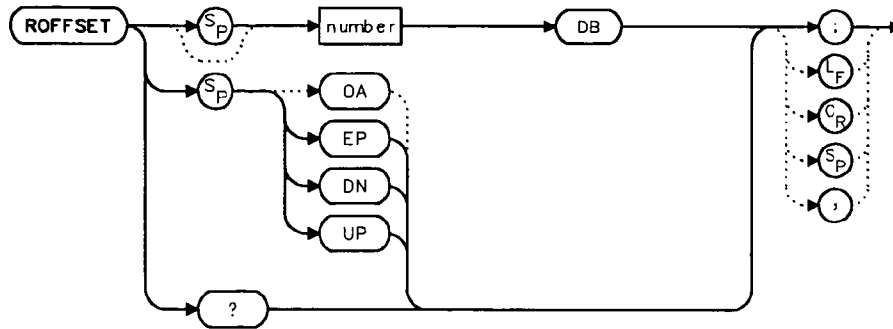 ROFFSET SP number DB ;
LF
SP OA
CR
EP
SP
DN
,
UP
?